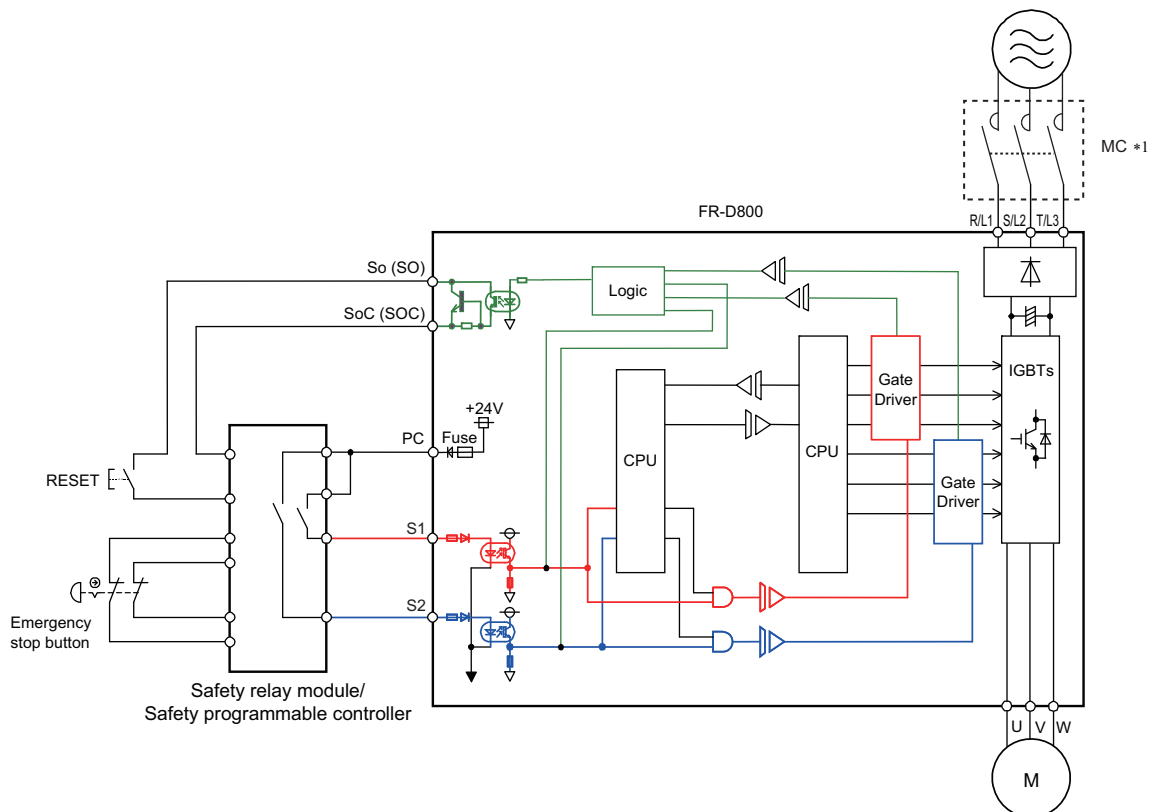 MC *1
FR-D800
R/L1 S/L2 T/L3
So (SO)
Logic
SoC (SOC)
Gate
Driver
IGBTs
+24V
PC
Fuse
CPU
CPU
RESET
Gate
Driver
S1
S2
Emergency
stop button
Safety relay module/
Safety programmable controller
U V W
M